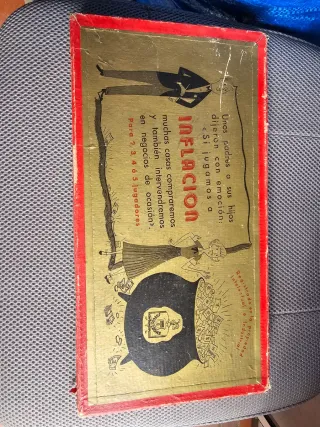 Unos padres a sus hijos
dijeron con emoción:
«Si jugamos a
INFLACION
muchas cosas compraremos
y también intervendremos
en negocios de ocasión».
Para 2, 3, 4 ó 5 jugadores